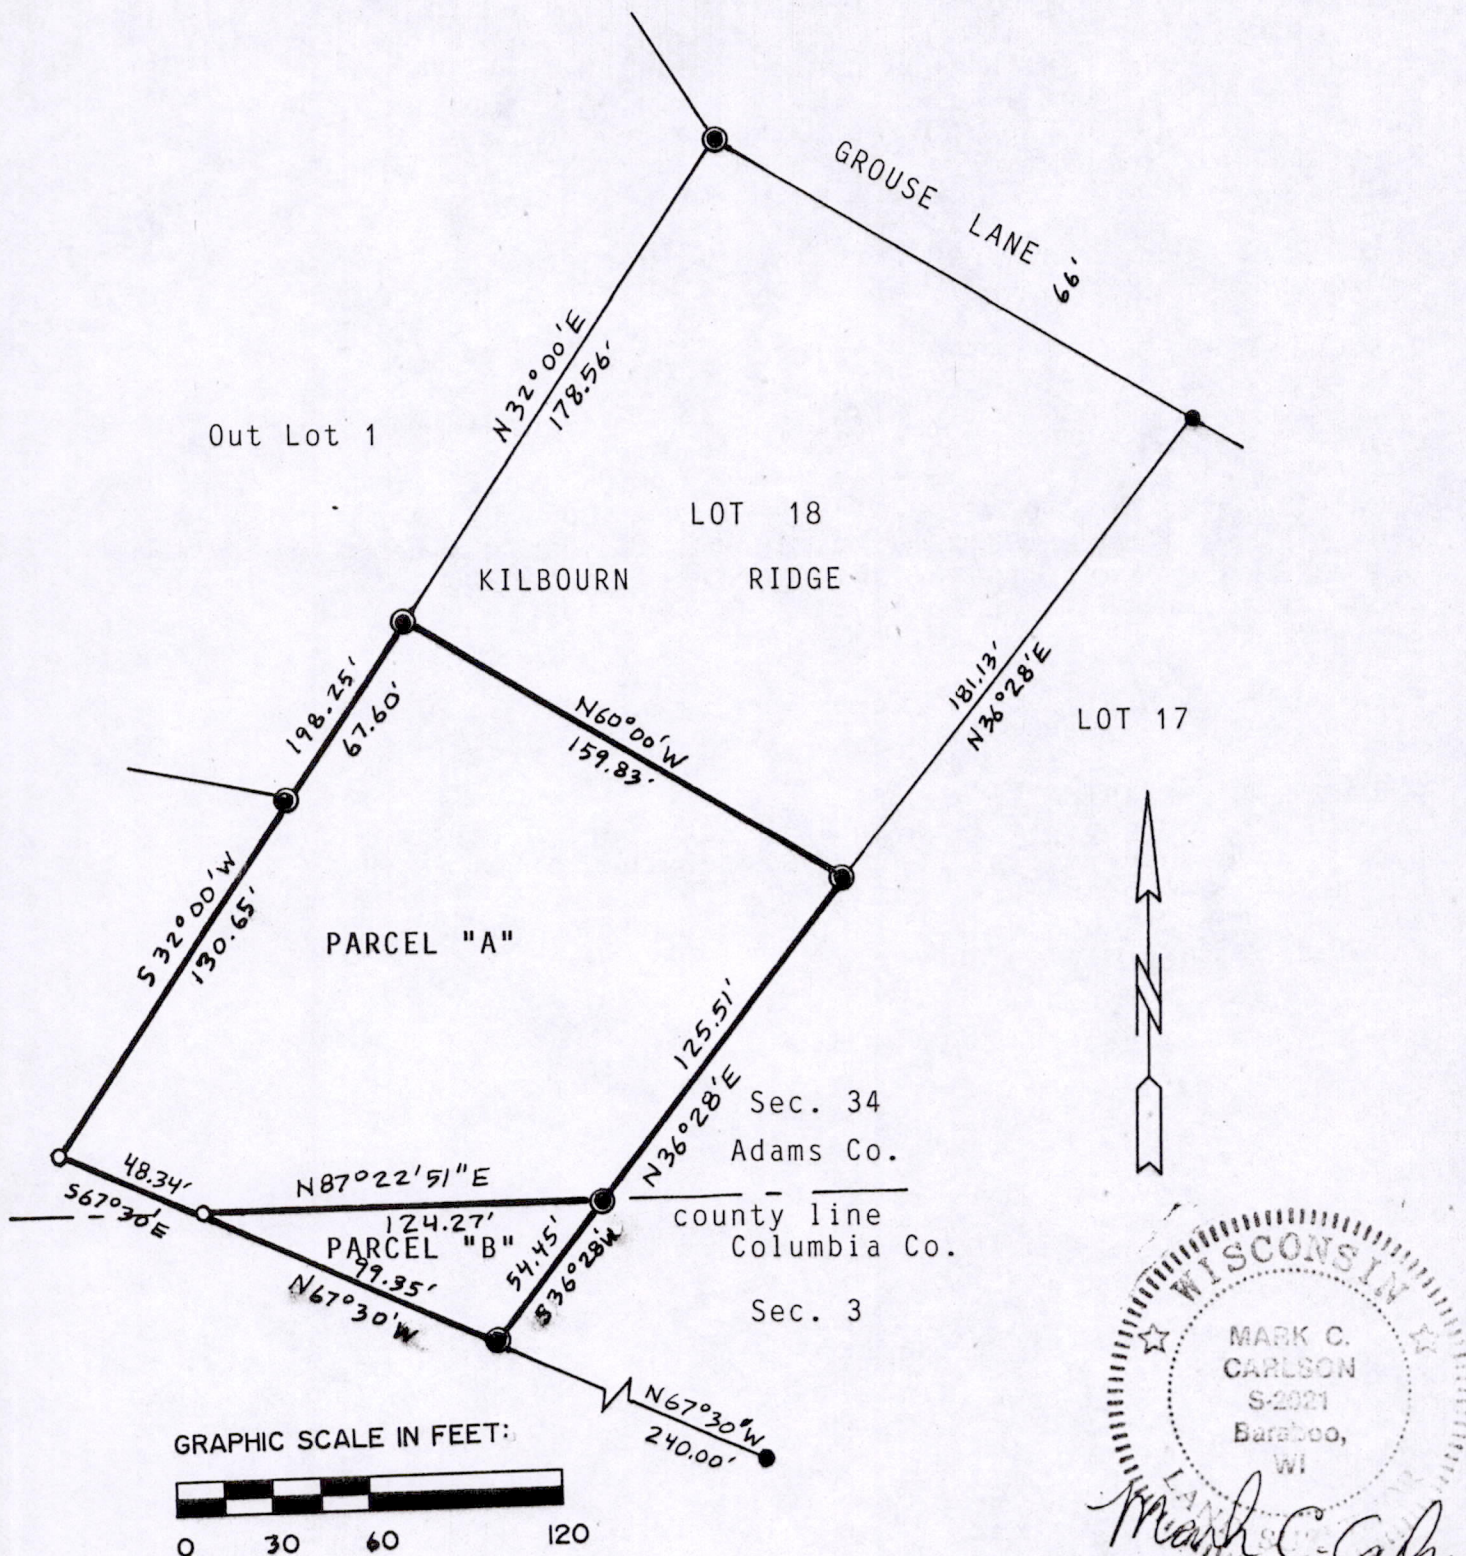 GROUSE LANE 66'
N32°00'E
178.56'
Out Lot 1
LOT 18
KILBOURN RIDGE
181.13'
N36°28'E
LOT 17
198.25'
67.60'
N60°00'W
159.83'
S32°00'W
130.65'
PARCEL "A"
125.51'
N36°28'E
Sec. 34
Adams Co.
48.34'
S67°30'E
N87°22'51"E
124.27'
county line
Columbia Co.
PARCEL "B"
99.35'
N67°30'W
54.45'
S36°28'W
Sec. 3
N
N67°30"W
240.00'
GRAPHIC SCALE IN FEET:
0 30 60 120
WISCONSIN
MARK C.
CARLSON
S-2021
Baraboo,
WI
Mark C.